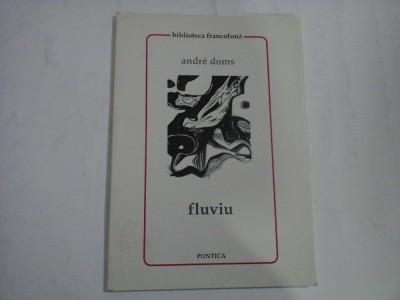 biblioteca francofonă
andré doms
fluviu
PONTICA